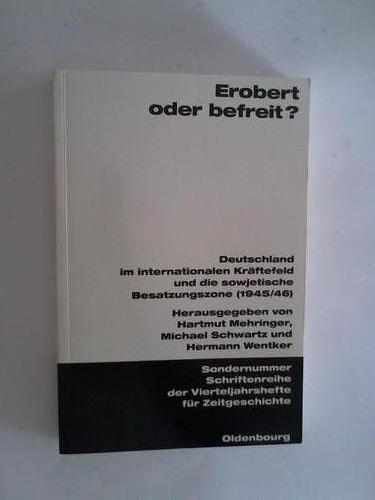 Erobert
oder befreit?
Deutschland
im internationalen Kräftefeld
und die sowjetische
Besatzungszone (1945/46)
Herausgegeben von
Hartmut Mehringer,
Michael Schwartz und
Hermann Wentker
Sondernummer
Schriftenreihe
der Vierteljahrshefte
für Zeitgeschichte
Oldenbourg